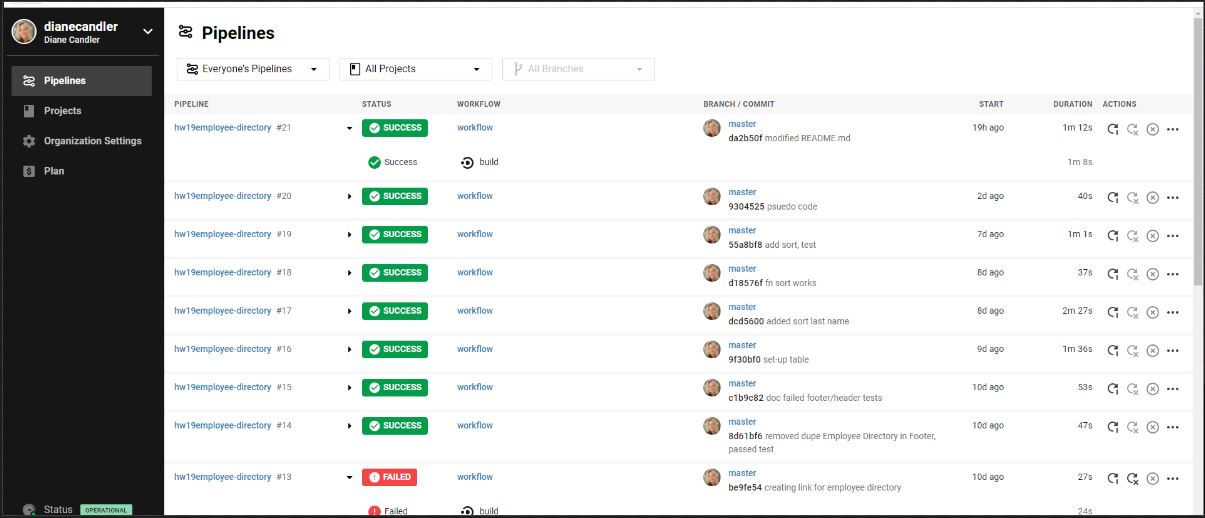 dianecandler
Diane Candler
Pipelines
Projects
Organization Settings
Plan
Status OPERATIONAL
Pipelines
Everyone's Pipelines All Projects All Branches
PIPELINE STATUS WORKFLOW BRANCH / COMMIT START DURATION ACTIONS
hw19employee-directory #21 SUCCESS workflow master 19h ago 1m 12s
da2b50f modified README.md
Success build 1m 8s
hw19employee-directory #20 SUCCESS workflow master 2d ago 40s
9304525 psuedo code
hw19employee-directory #19 SUCCESS workflow master 7d ago 1m 1s
55a8bf8 add sort, test
hw19employee-directory #18 SUCCESS workflow master 8d ago 37s
d18576f fn sort works
hw19employee-directory #17 SUCCESS workflow master 8d ago 2m 27s
dcd5600 added sort last name
hw19employee-directory #16 SUCCESS workflow master 9d ago 1m 36s
9f30bf0 set-up table
hw19employee-directory #15 SUCCESS workflow master 10d ago 53s
c1b9c82 doc failed footer/header tests
hw19employee-directory #14 SUCCESS workflow master 10d ago 47s
8d61bf6 removed dupe Employee Directory in Footer,
passed test
hw19employee-directory #13 FAILED workflow master 10d ago 27s
be9fe54 creating link for employee directory
Failed build 24s